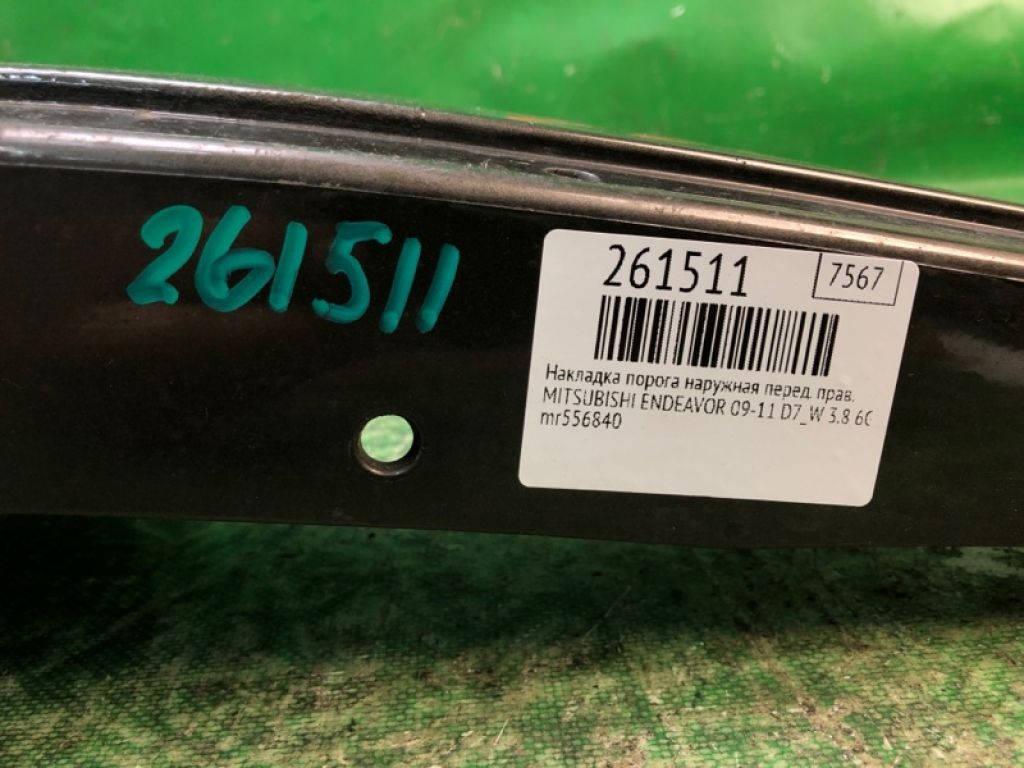 261511
261511
7567
Накладка порога наружная перед. прав.
MITSUBISHI ENDEAVOR 09-11 D7_W 3.8 6G
mr556840